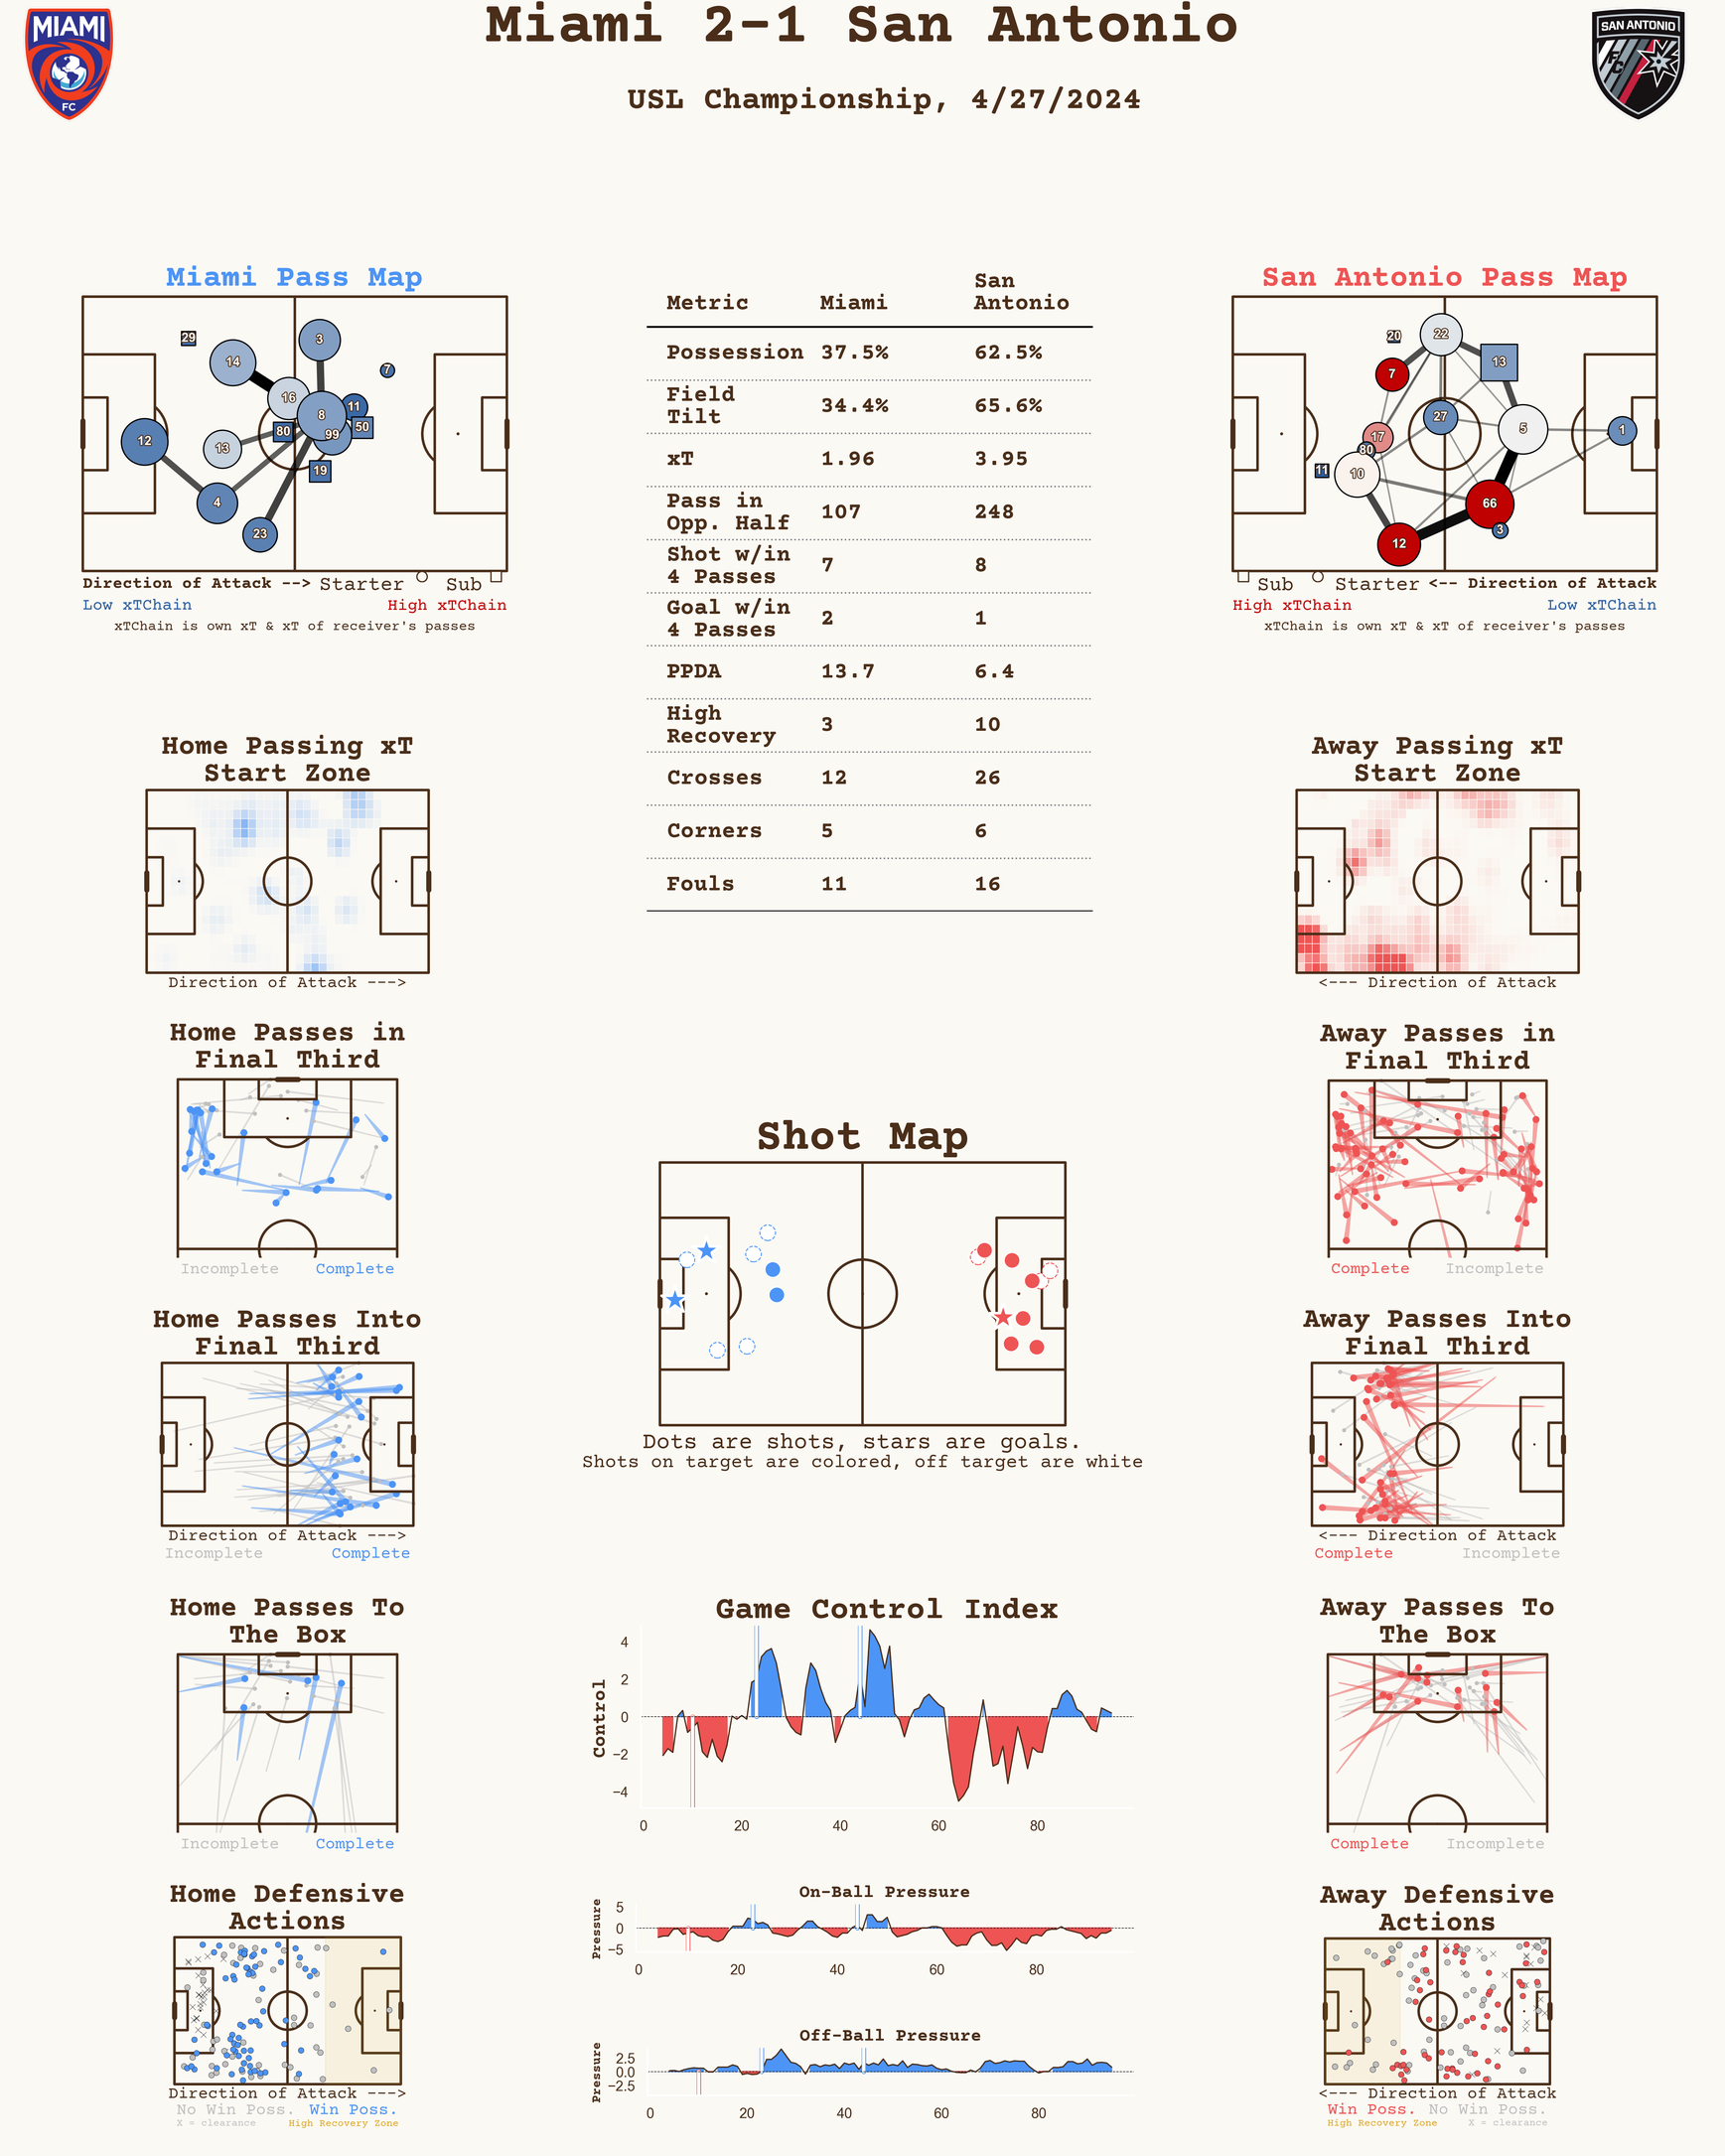 Miami 2-1 San Antonio
USL Championship, 4/27/2024
MIAMI
FC
SAN ANTONIO
FC
Miami Pass Map
29
3
14
7
16
8
11
80
99
50
12
13
19
4
23
Direction of Attack --> Starter Sub
Low xTChain High xTChain
xTChain is own xT & xT of receiver's passes
Metric Miami San Antonio
Possession 37.5% 62.5%
Field Tilt 34.4% 65.6%
xT 1.96 3.95
Pass in Opp. Half 107 248
Shot w/in 4 Passes 7 8
Goal w/in 4 Passes 2 1
PPDA 13.7 6.4
High Recovery 3 10
Crosses 12 26
Corners 5 6
Fouls 11 16
San Antonio Pass Map
20
22
13
7
27
17
5
1
80
11
10
66
3
12
Sub Starter <-- Direction of Attack
High xTChain Low xTChain
xTChain is own xT & xT of receiver's passes
Home Passing xT
Start Zone
Direction of Attack --->
Away Passing xT
Start Zone
<--- Direction of Attack
Home Passes in
Final Third
Incomplete Complete
Away Passes in
Final Third
Complete Incomplete
Shot Map
Dots are shots, stars are goals.
Shots on target are colored, off target are white
Home Passes Into
Final Third
Direction of Attack --->
Incomplete Complete
Away Passes Into
Final Third
<--- Direction of Attack
Complete Incomplete
Home Passes To
The Box
Incomplete Complete
Game Control Index
Control
4
2
0
−2
−4
0 20 40 60 80
Away Passes To
The Box
Complete Incomplete
Home Defensive
Actions
Direction of Attack --->
No Win Poss. Win Poss.
X = clearance High Recovery Zone
On-Ball Pressure
Pressure
5
0
−5
0 20 40 60 80
Off-Ball Pressure
Pressure
2.5
0.0
−2.5
0 20 40 60 80
Away Defensive
Actions
<--- Direction of Attack
Win Poss. No Win Poss.
High Recovery Zone X = clearance